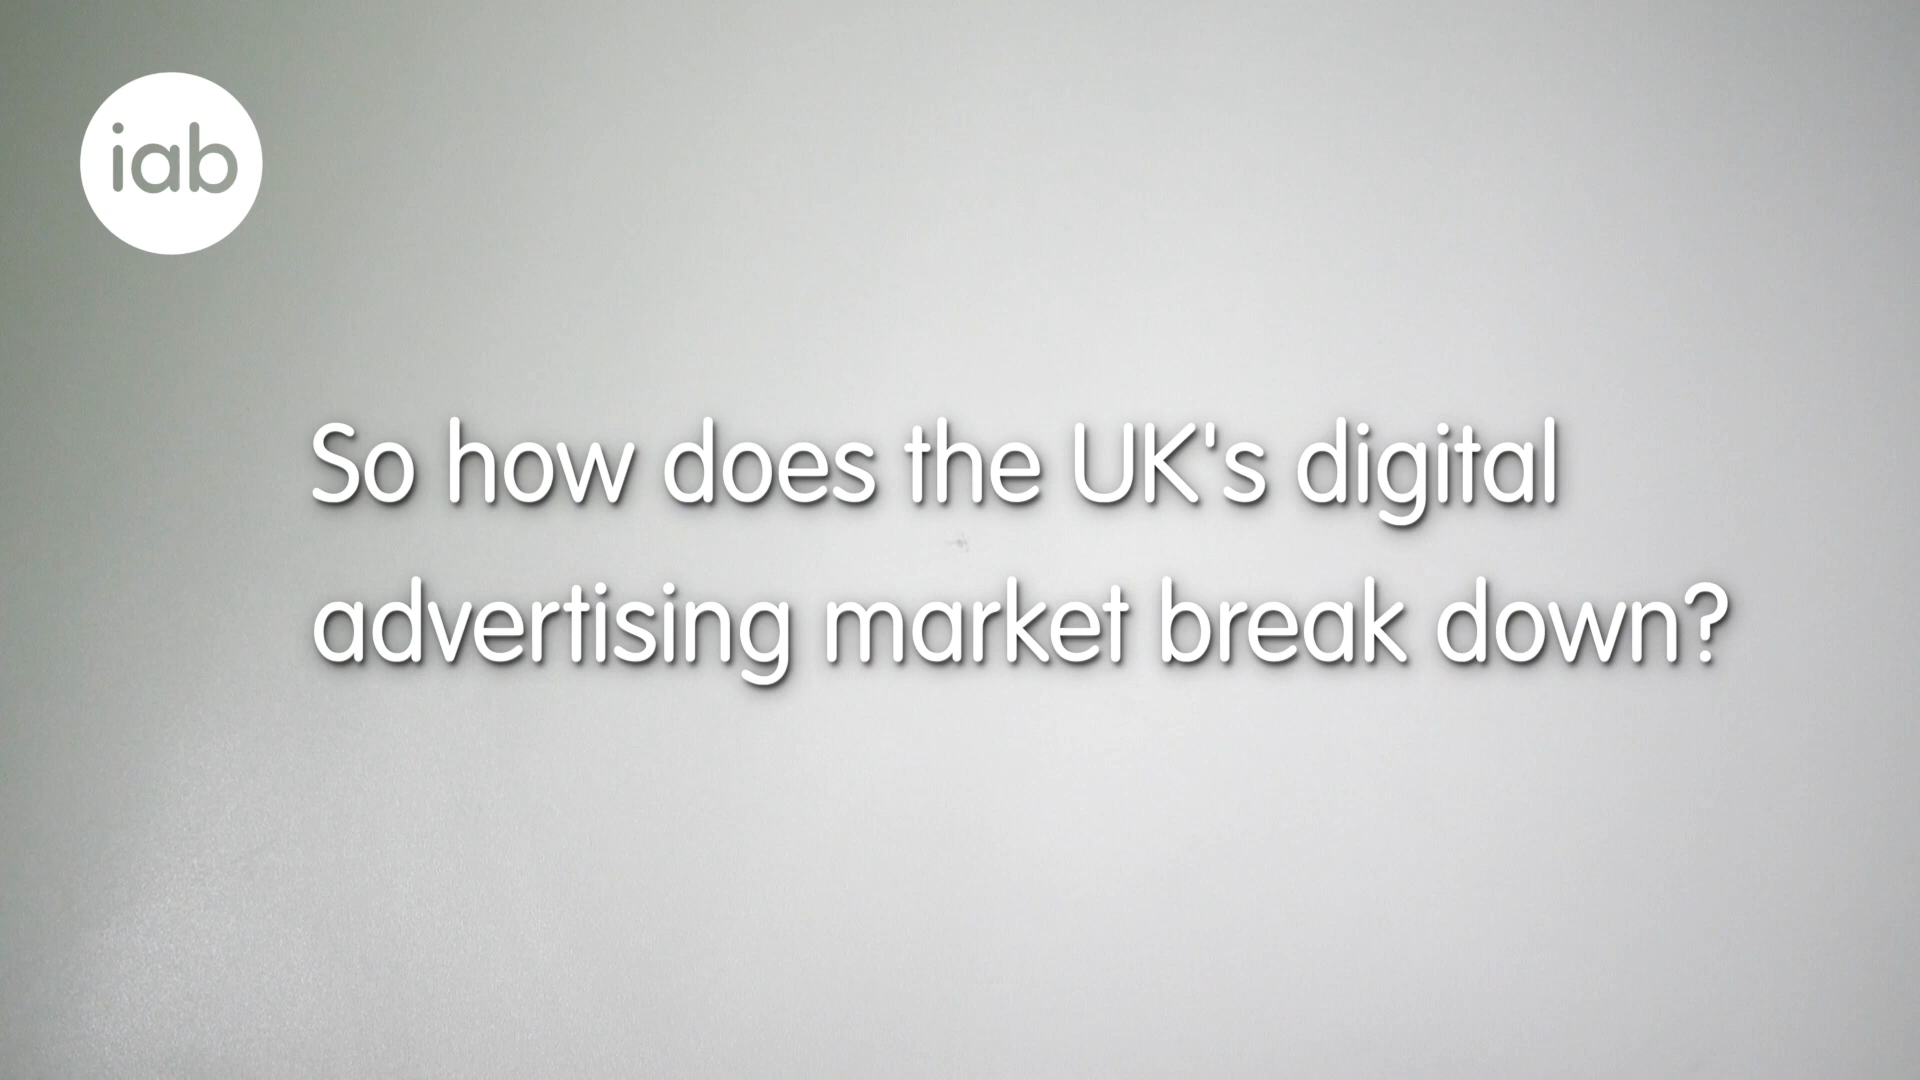 iab
So how does the UK's digital
advertising market break down?